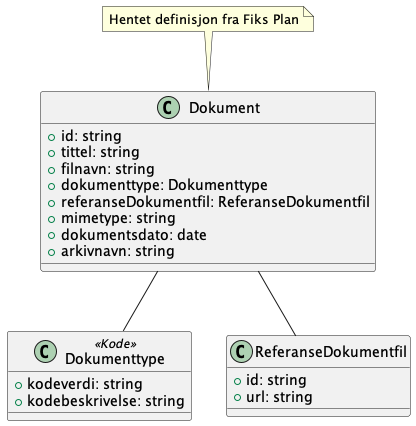 Hentet definisjon fra Fiks Plan
C Dokument
id: string
tittel: string
filnavn: string
dokumenttype: Dokumenttype
referanseDokumentfil: ReferanseDokumentfil
mimetype: string
dokumentsdato: date
arkivnavn: string
«Kode»
C Dokumenttype
kodeverdi: string
kodebeskrivelse: string
C ReferanseDokumentfil
id: string
url: string